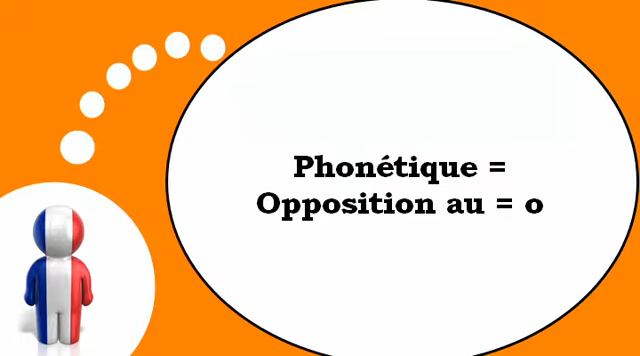 Phonétique =
Opposition au = o